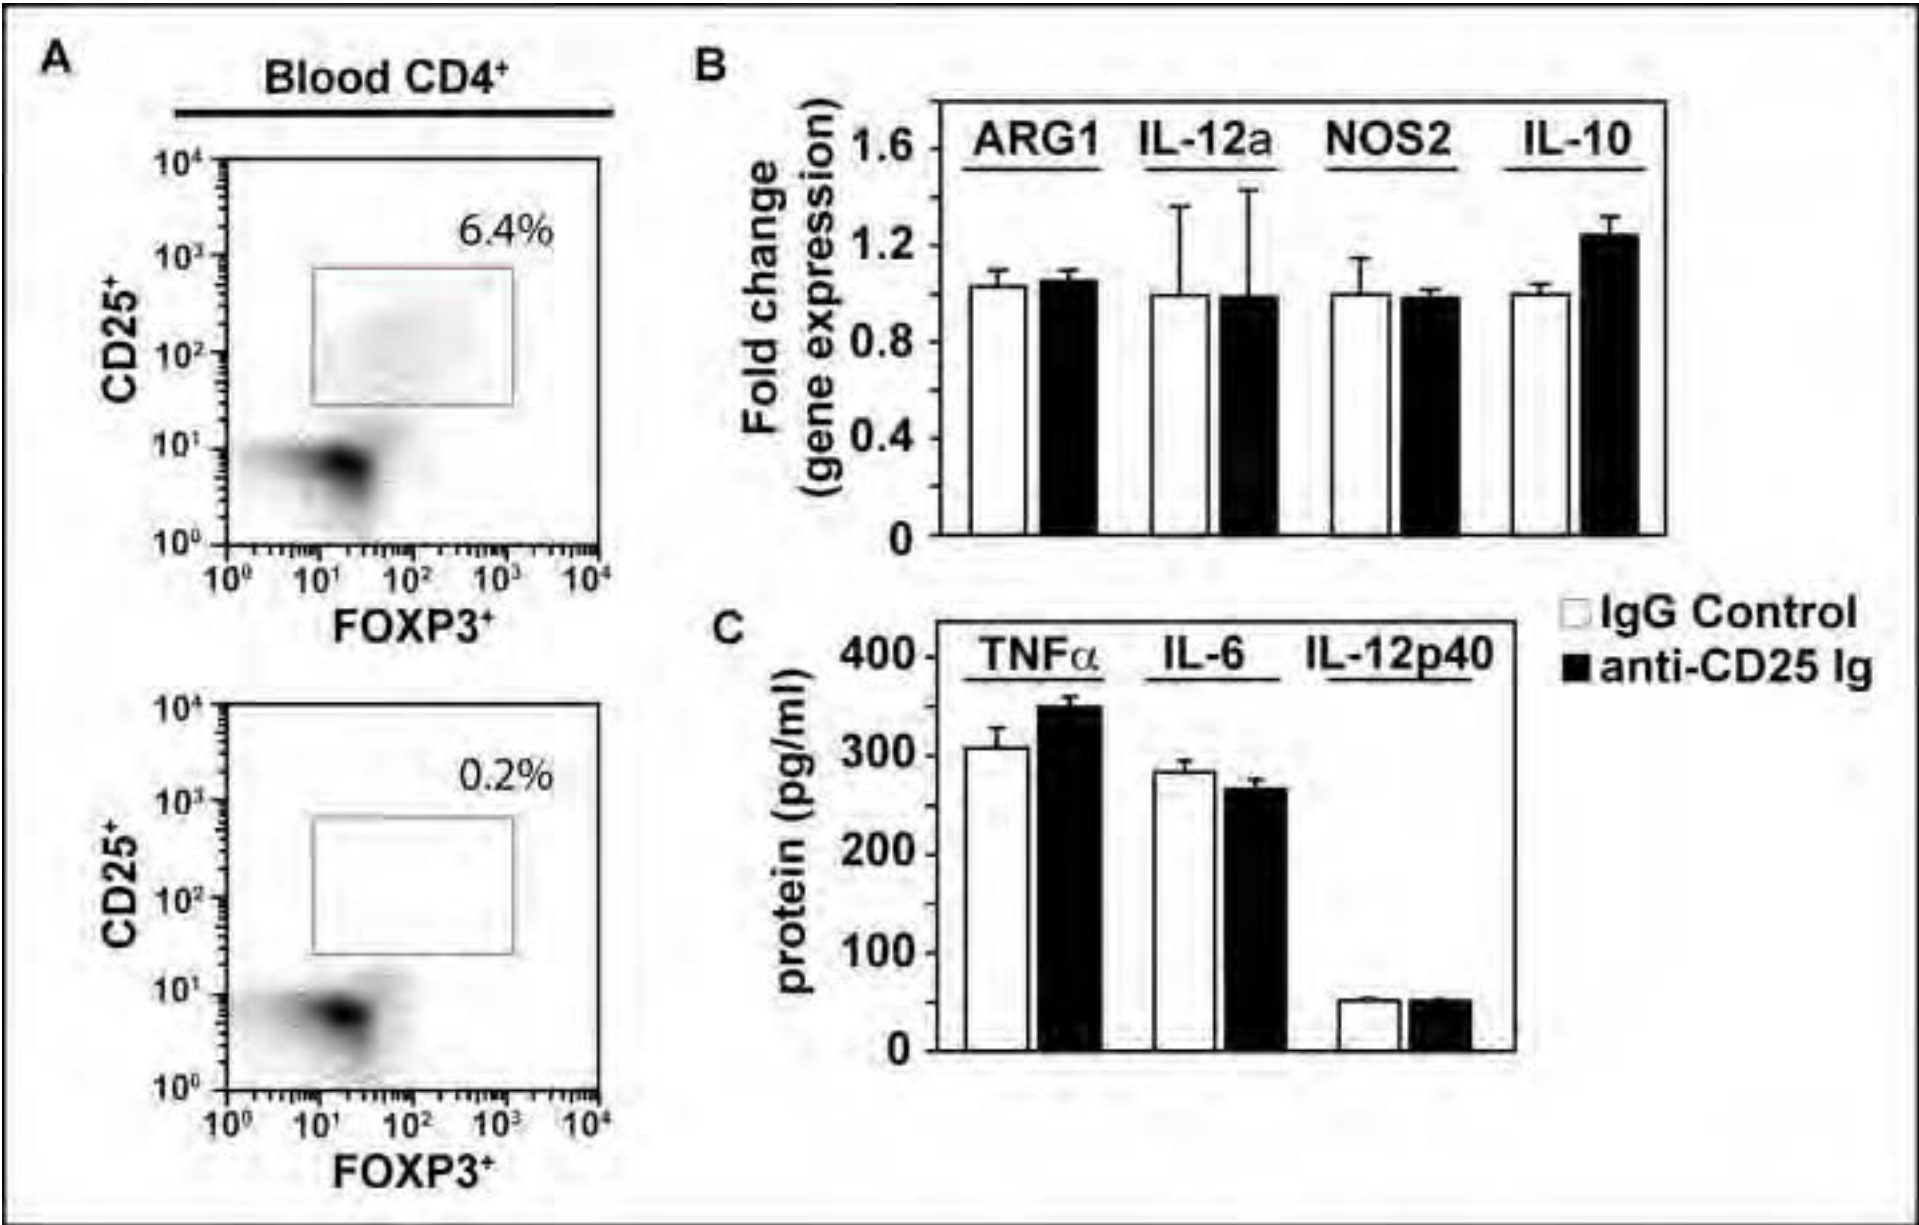 A
Blood CD4⁺
10⁴
10³
10²
10¹
10⁰
CD25⁺
6.4%
10⁰ 10¹ 10² 10³ 10⁴
FOXP3⁺
10⁴
10³
10²
10¹
10⁰
CD25⁺
0.2%
10⁰ 10¹ 10² 10³ 10⁴
FOXP3⁺
B
Fold change
(gene expression)
1.6
1.2
0.8
0.4
0
ARG1 IL-12a NOS2 IL-10
C
protein (pg/ml)
400
300
200
100
0
TNFα IL-6 IL-12p40
IgG Control
anti-CD25 Ig